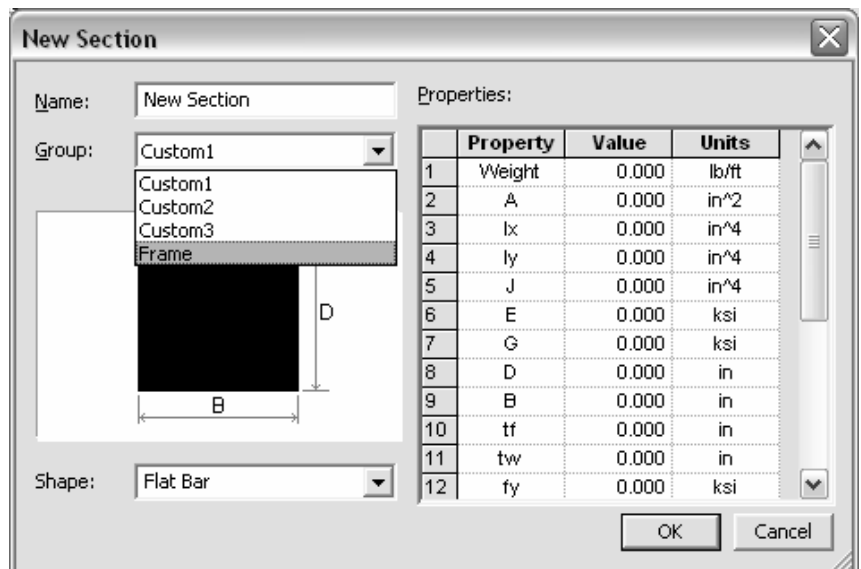 New Section
Name: New Section
Group: Custom1
Custom1
Custom2
Custom3
Frame
D
B
Shape: Flat Bar
Properties:
Property Value Units
1 Weight 0.000 lb/ft
2 A 0.000 in^2
3 Ix 0.000 in^4
4 Iy 0.000 in^4
5 J 0.000 in^4
6 E 0.000 ksi
7 G 0.000 ksi
8 D 0.000 in
9 B 0.000 in
10 tf 0.000 in
11 tw 0.000 in
12 fy 0.000 ksi
OK Cancel